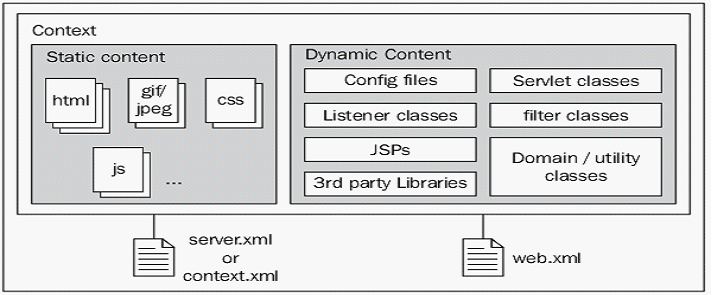 Context
Static content
html
gif/
jpeg
css
js
...
Dynamic Content
Config files
Servlet classes
Listener classes
filter classes
JSPs
Domain / utility
classes
3rd party Libraries
server.xml
or
context.xml
web.xml